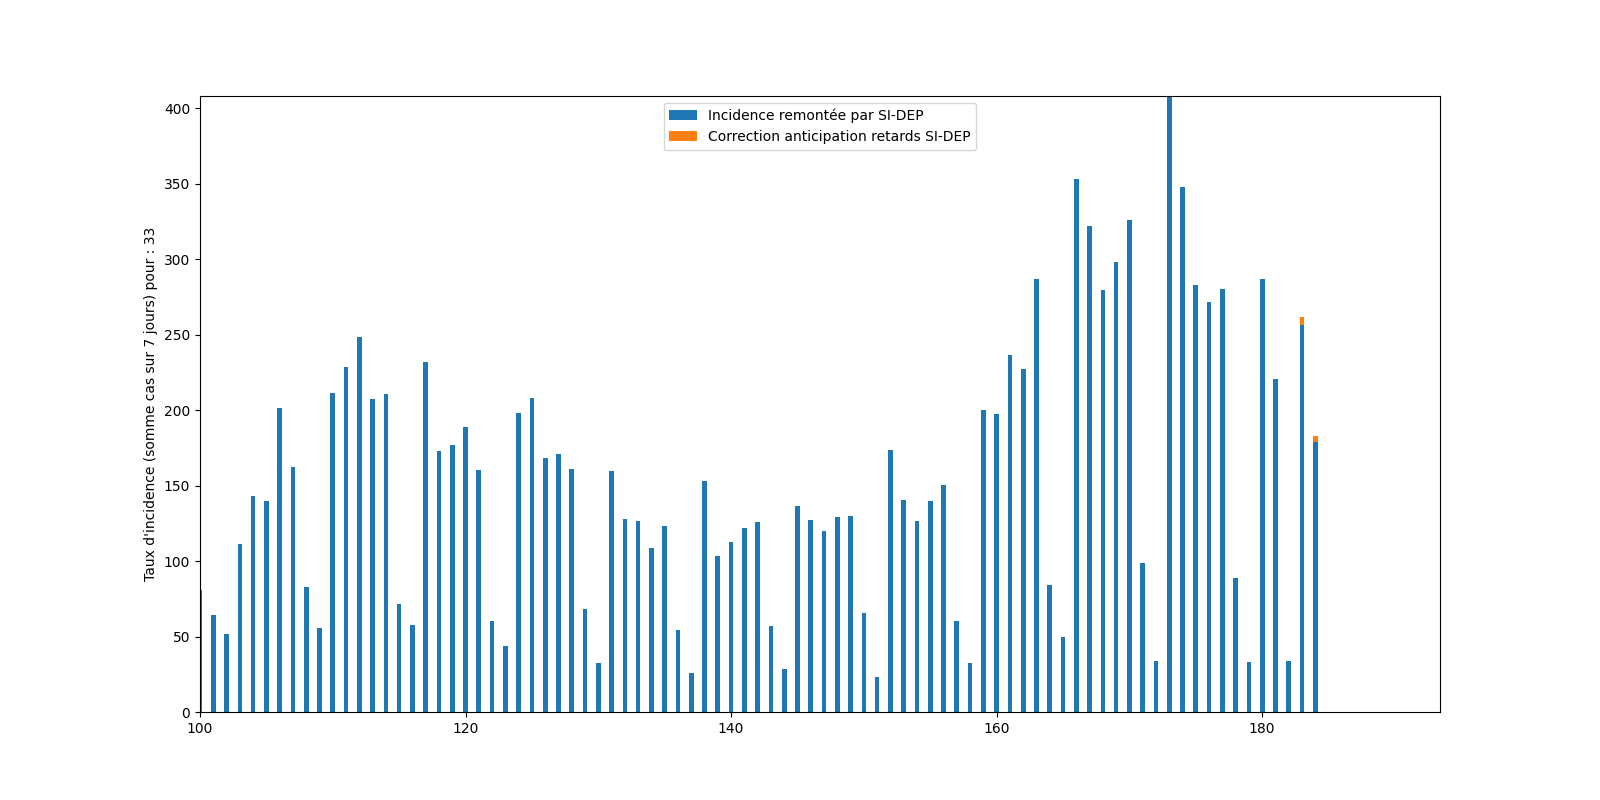 Incidence remontée par SI-DEP
Correction anticipation retards SI-DEP
Taux d'incidence (somme cas sur 7 jours) pour : 33
400
350
300
250
200
150
100
50
0
100 120 140 160 180